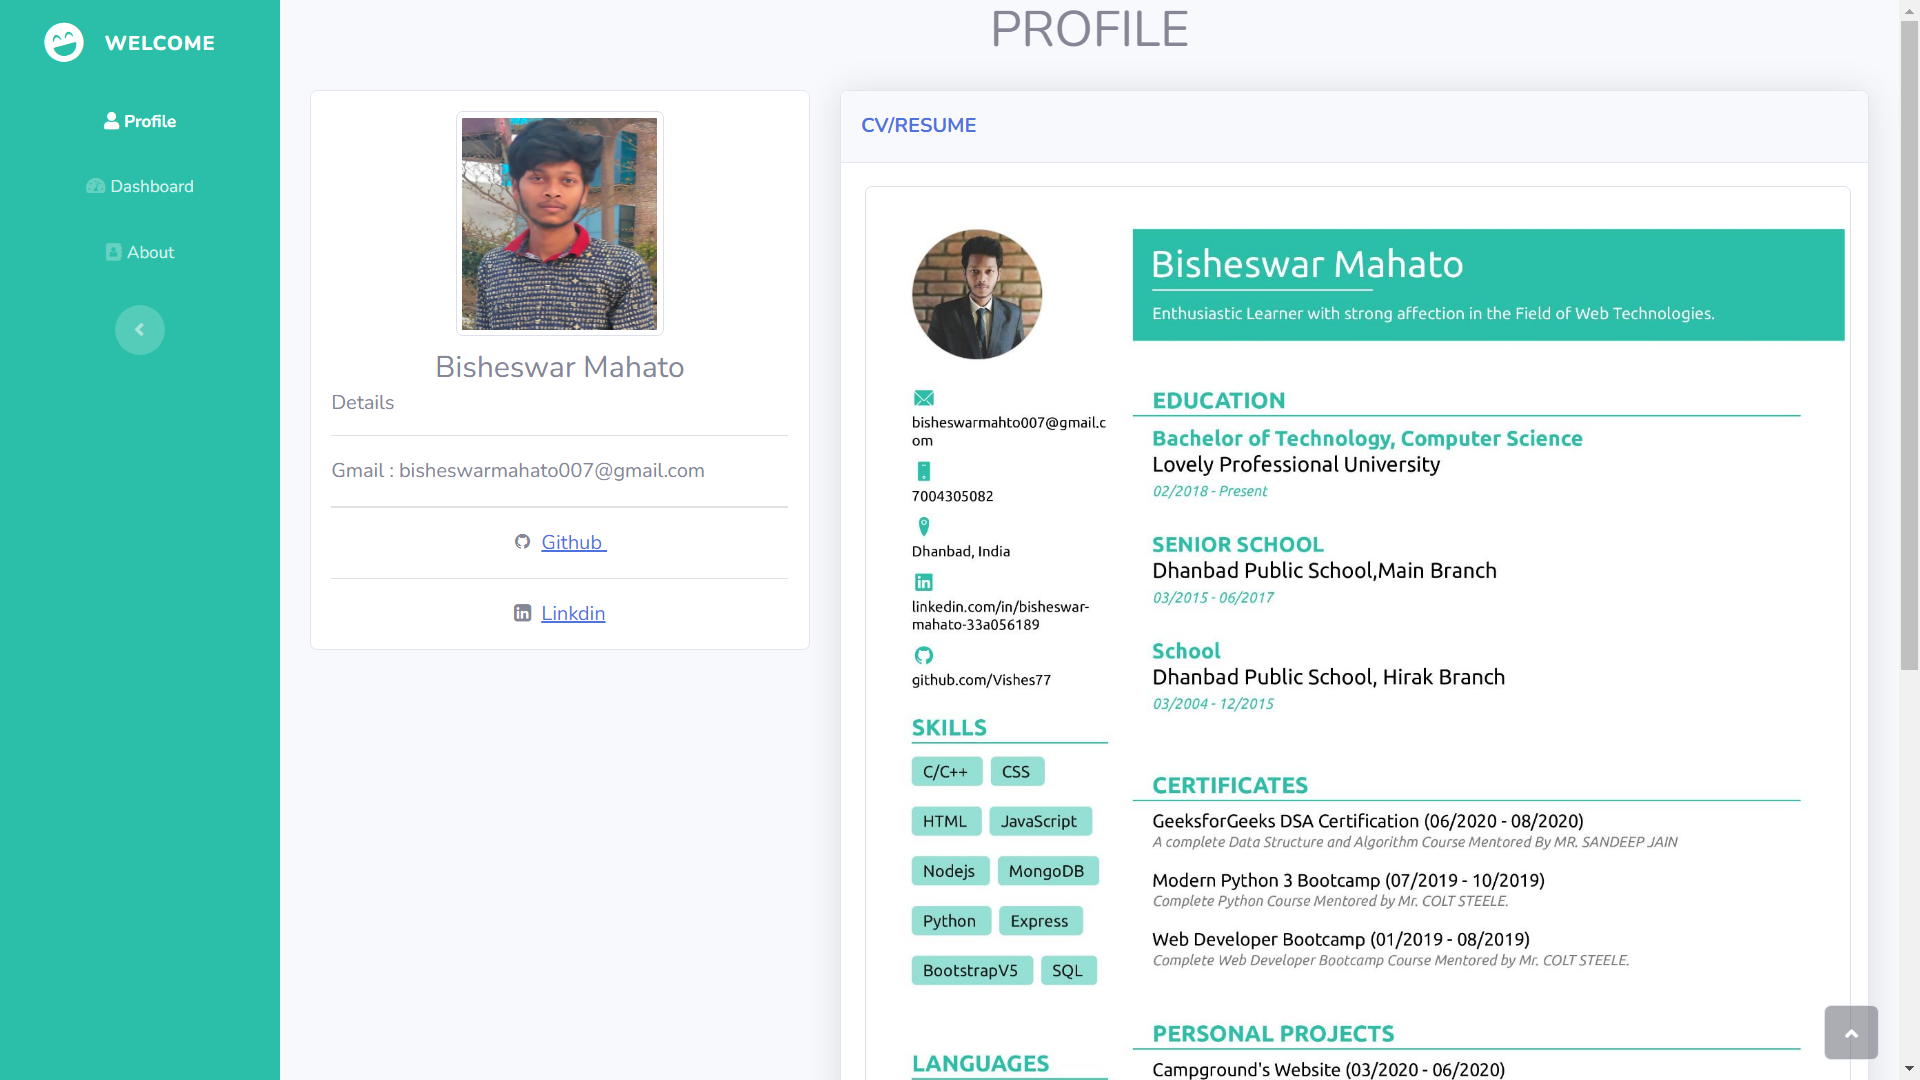 WELCOME
Profile
Dashboard
About
PROFILE
Bisheswar Mahato
Details
Gmail : bisheswarmahato007@gmail.com
Github
Linkdin
CV/RESUME
Bisheswar Mahato
Enthusiastic Learner with strong affection in the Field of Web Technologies.
bisheswarmahto007@gmail.c
om
7004305082
Dhanbad, India
linkedin.com/in/bisheswar-
mahato-33a056189
github.com/Vishes77
SKILLS
C/C++ CSS
HTML JavaScript
Nodejs MongoDB
Python Express
BootstrapV5 SQL
LANGUAGES
EDUCATION
Bachelor of Technology, Computer Science
Lovely Professional University
02/2018 - Present
SENIOR SCHOOL
Dhanbad Public School,Main Branch
03/2015 - 06/2017
School
Dhanbad Public School, Hirak Branch
03/2004 - 12/2015
CERTIFICATES
GeeksforGeeks DSA Certification (06/2020 - 08/2020)
A complete Data Structure and Algorithm Course Mentored By MR. SANDEEP JAIN
Modern Python 3 Bootcamp (07/2019 - 10/2019)
Complete Python Course Mentored by Mr. COLT STEELE.
Web Developer Bootcamp (01/2019 - 08/2019)
Complete Web Developer Bootcamp Course Mentored by Mr. COLT STEELE.
PERSONAL PROJECTS
Campground's Website (03/2020 - 06/2020)